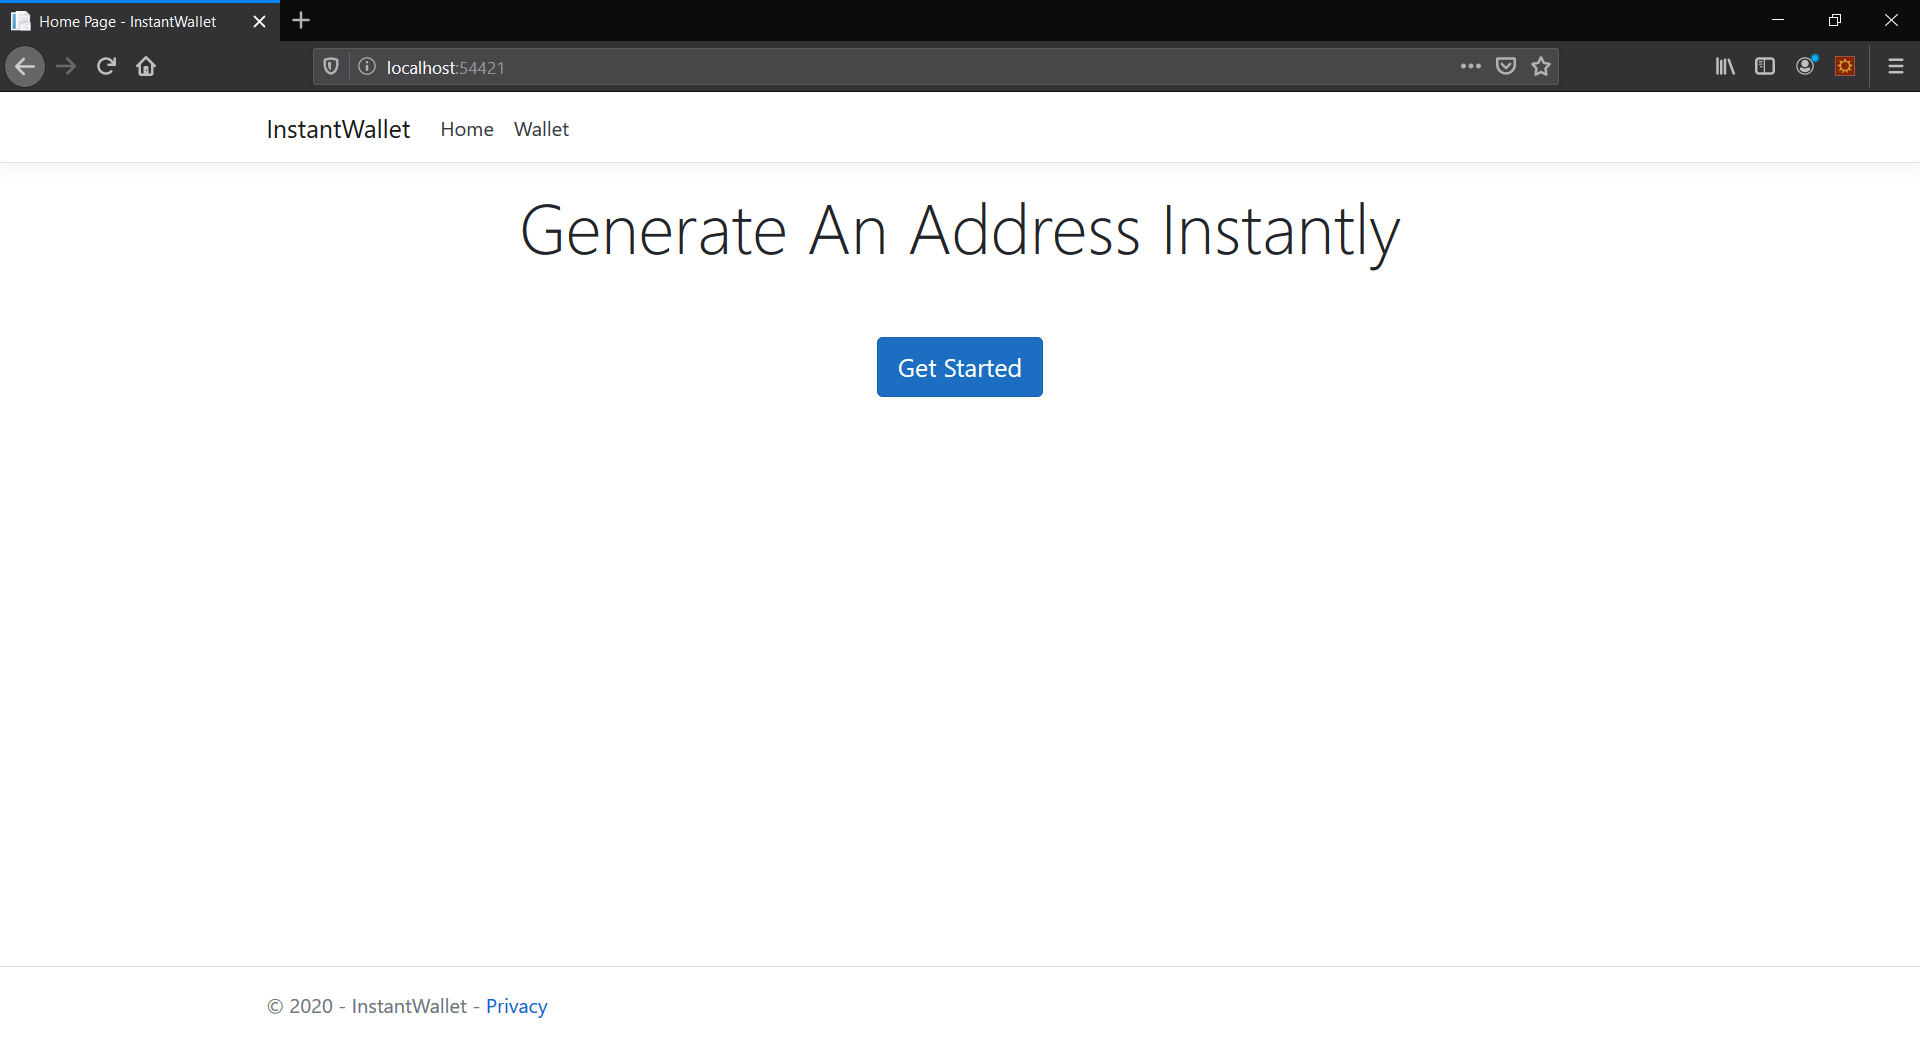 Home Page - InstantWallet
localhost:54421
InstantWallet Home Wallet
Generate An Address Instantly
Get Started
© 2020 - InstantWallet - Privacy